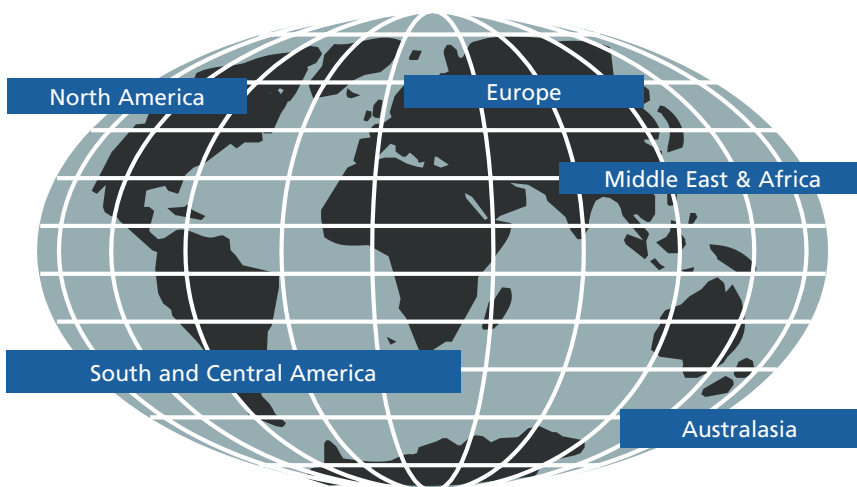 North America
Europe
Middle East & Africa
South and Central America
Australasia